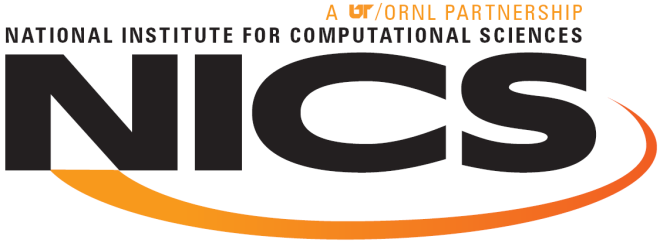 A UT/ORNL PARTNERSHIP
NATIONAL INSTITUTE FOR COMPUTATIONAL SCIENCES
NICS